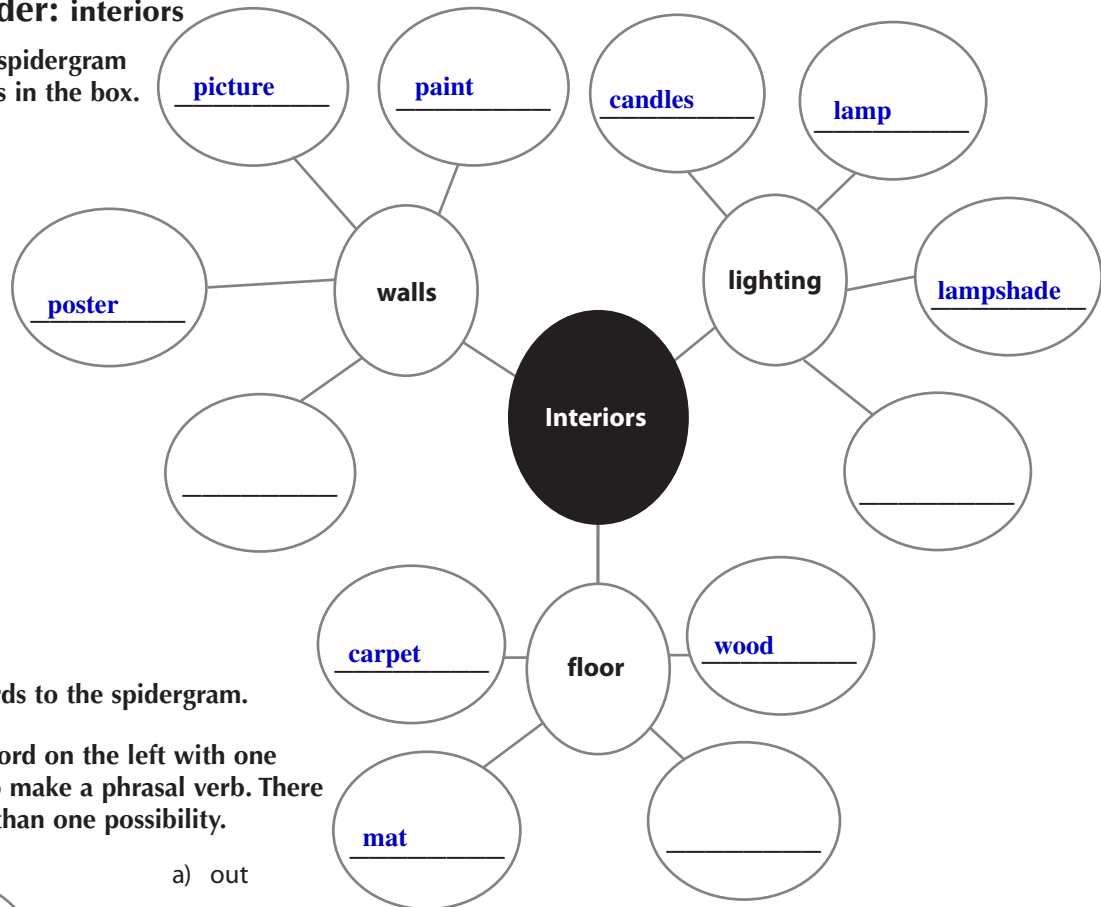 der: interiors
spidergram
s in the box.
picture
paint
candles
lamp
poster
walls
lighting
lampshade
Interiors
carpet
floor
wood
rds to the spidergram.
ord on the left with one
o make a phrasal verb. There
than one possibility.
mat
a) out